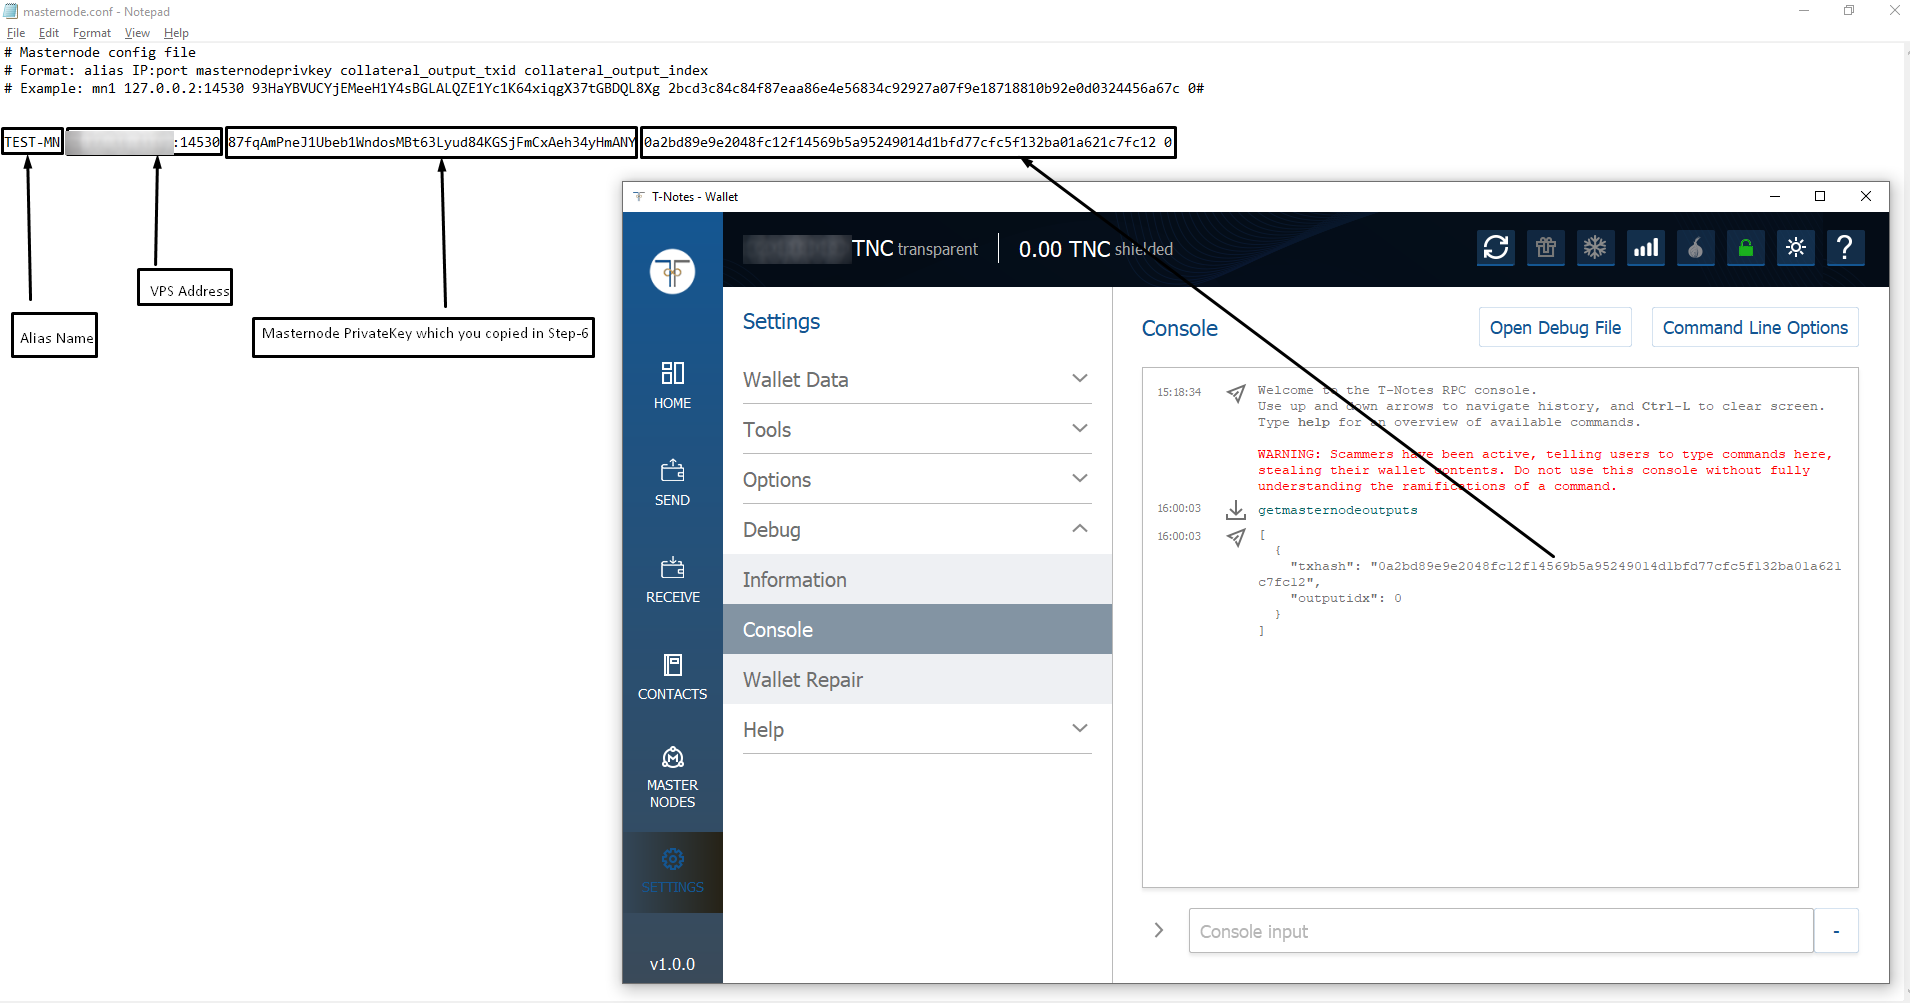 masternode.conf - Notepad
File Edit Format View Help
# Masternode config file
# Format: alias IP:port masternodeprivkey collateral_output_txid collateral_output_index
# Example: mn1 127.0.0.2:14530 93HaYBVUCYjEMeeH1Y4sBGLALQZE1Yc1K64xiqgX37tGBDQL8Xg 2bcd3c84c84f87eaa86e4e56834c92927a07f9e18718810b92e0d0324456a67c 0#
TEST-MN :14530 87fqAmPneJ1Ubeb1WndosMBt63Lyud84KGSjFmCxAeh34yHmANY 0a2bd89e9e2048fc12f14569b5a95249014d1bfd77cfc5f132ba01a621c7fc12 0
VPS Address
Alias Name
Masternode PrivateKey which you copied in Step-6
T-Notes - Wallet
TNC transparent
0.00 TNC shielded
HOME
SEND
RECEIVE
CONTACTS
MASTER
NODES
SETTINGS
v1.0.0
Settings
Wallet Data
Tools
Options
Debug
Information
Console
Wallet Repair
Help
Console
Open Debug File
Command Line Options
15:18:34 Welcome to the T-Notes RPC console.
Use up and down arrows to navigate history, and Ctrl-L to clear screen.
Type help for an overview of available commands.
WARNING: Scammers have been active, telling users to type commands here,
stealing their wallet contents. Do not use this console without fully
understanding the ramifications of a command.
16:00:03 getmasternodeoutputs
16:00:03 [
{
"txhash": "0a2bd89e9e2048fc12f14569b5a95249014d1bfd77cfc5f132ba01a621
c7fc12",
"outputidx": 0
}
]
Console input
-